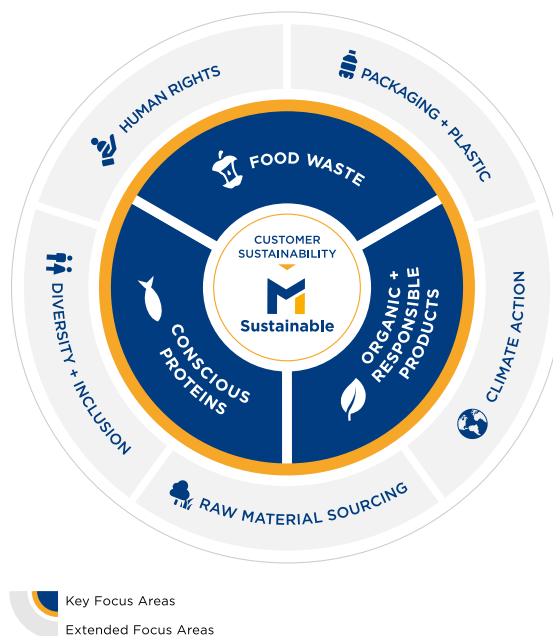 HUMAN RIGHTS
PACKAGING + PLASTIC
FOOD WASTE
CUSTOMER
SUSTAINABILITY
M
Sustainable
ORGANIC +
RESPONSIBLE
PRODUCTS
CONSCIOUS
PROTEINS
DIVERSITY + INCLUSION
CLIMATE ACTION
RAW MATERIAL SOURCING
Key Focus Areas
Extended Focus Areas